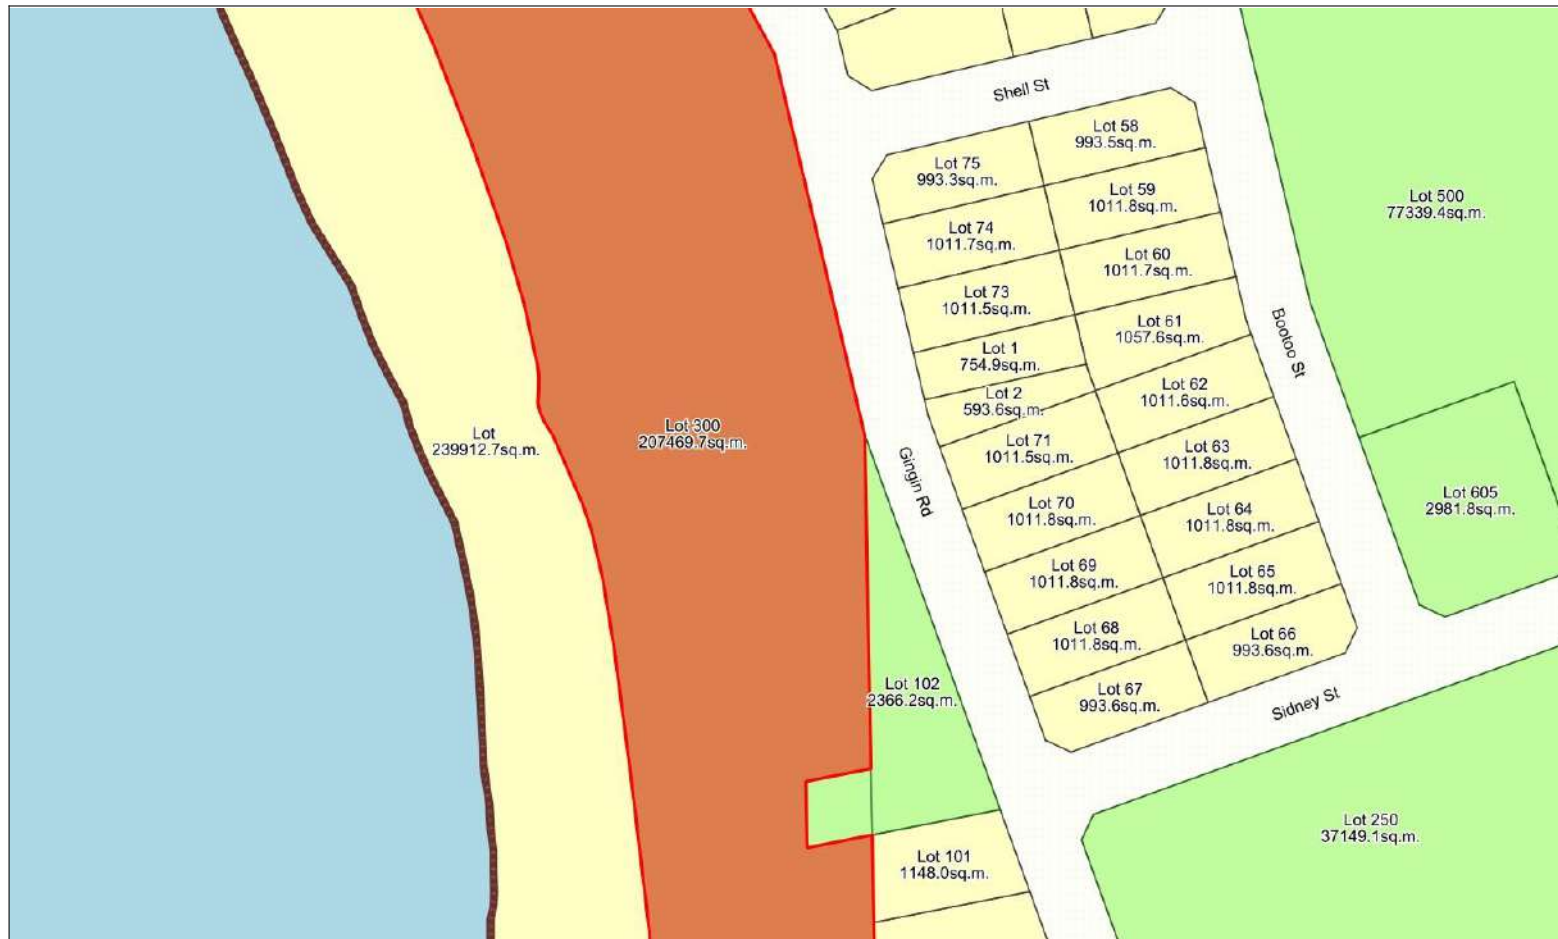 Shell St
Lot 58
993.5sq.m.
Lot 75
993.3sq.m.
Lot 59
1011.8sq.m.
Lot 500
77339.4sq.m.
Lot 74
1011.7sq.m.
Lot 60
1011.7sq.m.
Lot 73
1011.5sq.m.
Lot 61
1057.6sq.m.
Bootoo St
Lot 1
754.9sq.m.
Lot 2
593.6sq.m.
Lot 62
1011.6sq.m.
Lot
239912.7sq.m.
Lot 300
207469.7sq.m.
Lot 71
1011.5sq.m.
Lot 63
1011.8sq.m.
Gingin Rd
Lot 605
2981.8sq.m.
Lot 70
1011.8sq.m.
Lot 64
1011.8sq.m.
Lot 69
1011.8sq.m.
Lot 65
1011.8sq.m.
Lot 68
1011.8sq.m.
Lot 66
993.6sq.m.
Lot 102
2366.2sq.m.
Lot 67
993.6sq.m.
Sidney St
Lot 250
37149.1sq.m.
Lot 101
1148.0sq.m.